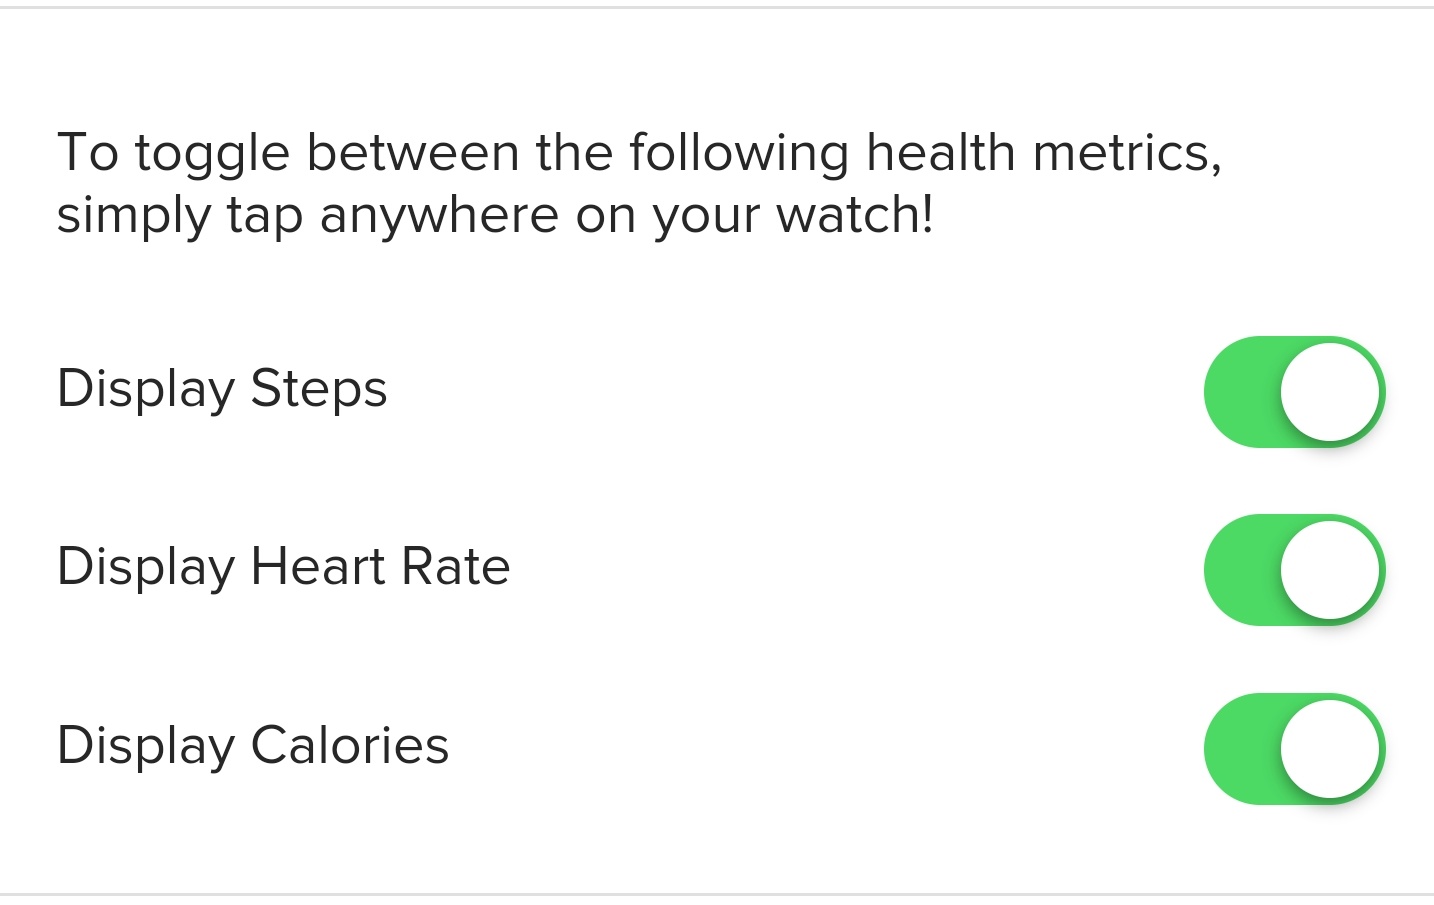 To toggle between the following health metrics,
simply tap anywhere on your watch!
Display Steps
Display Heart Rate
Display Calories